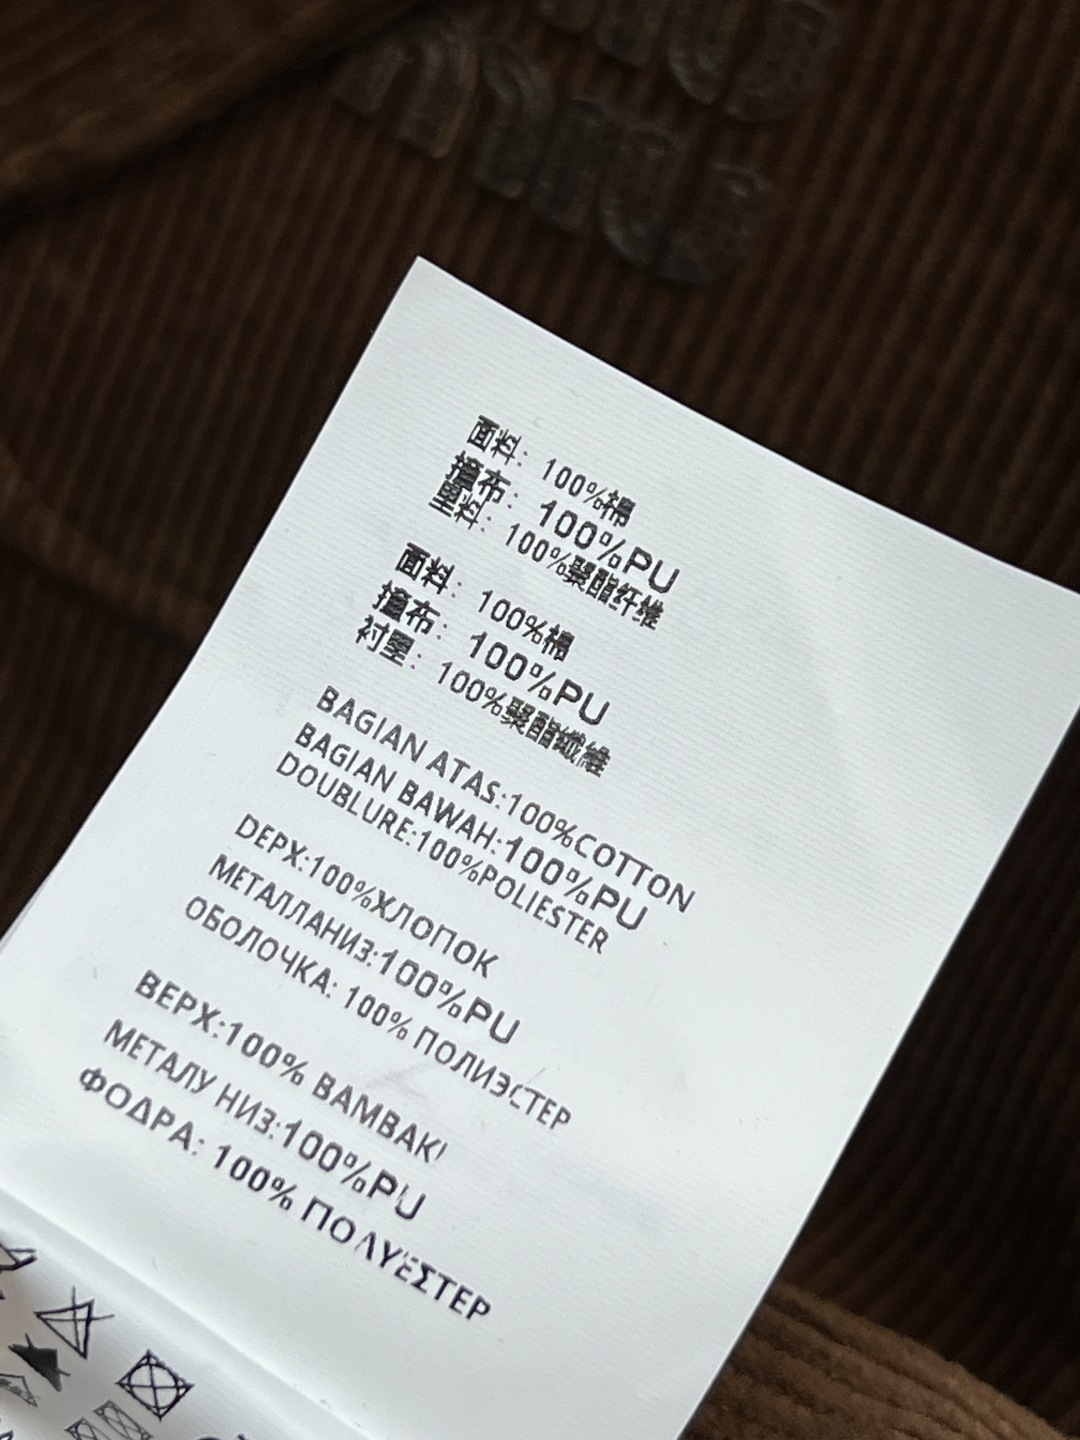 面料：100%棉
撞布：100%PU
里料：100%聚酯纤维
面料：100%棉
撞布：100%PU
衬里：100%聚酯纖維
BAGIAN ATAS:100%COTTON
BAGIAN BAWAH:100%PU
DOUBLURE:100%POLIESTER
DEPX:100%ХЛОПОК
МЕТАЛЛАНИЗ:100%PU
ОБОЛОЧКА: 100% ПОЛИЭСТЕР
ВЕРХ:100% ВАМВАКΙ
МЕТАЛУ НИЗ:100%PU
ΦΟΔΡΑ: 100% ΠΟΛΥΈΣΤΕΡ